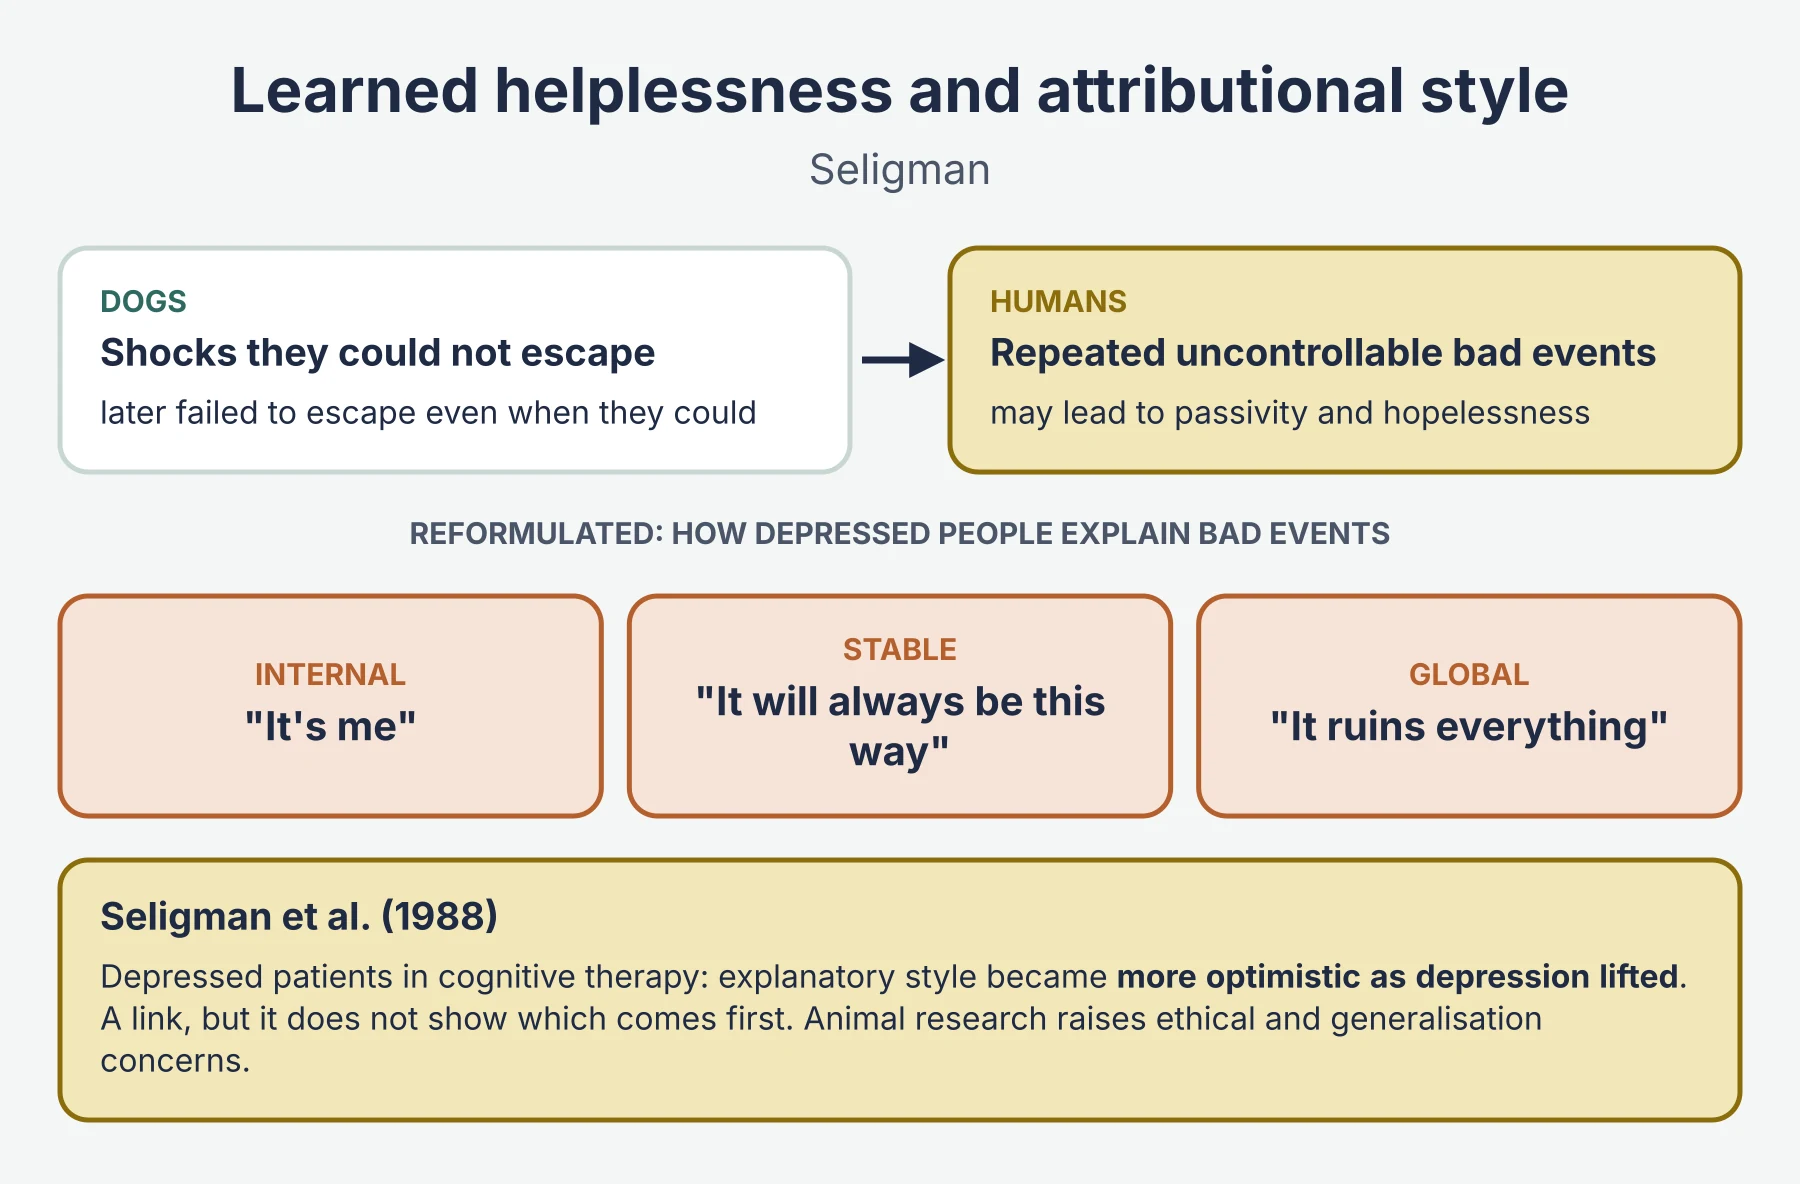 Learned helplessness and attributional style
Seligman
DOGS
Shocks they could not escape
later failed to escape even when they could
HUMANS
Repeated uncontrollable bad events
may lead to passivity and hopelessness
REFORMULATED: HOW DEPRESSED PEOPLE EXPLAIN BAD EVENTS
INTERNAL
"It's me"
STABLE
"It will always be this
way"
GLOBAL
"It ruins everything"
Seligman et al. (1988)
Depressed patients in cognitive therapy: explanatory style became more optimistic as depression lifted.
A link, but it does not show which comes first. Animal research raises ethical and generalisation
concerns.